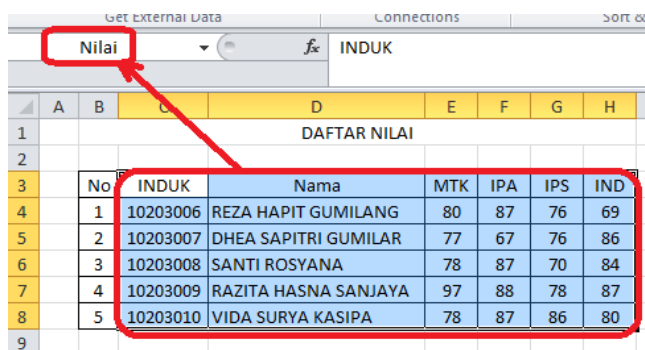 Get External Data Connections Sort &
Nilai fx INDUK
A B C D E F G H
1 DAFTAR NILAI
2
3 No INDUK Nama MTK IPA IPS IND
4 1 10203006 REZA HAPIT GUMILANG 80 87 76 69
5 2 10203007 DHEA SAPITRI GUMILAR 77 67 76 86
6 3 10203008 SANTI ROSYANA 78 87 70 84
7 4 10203009 RAZITA HASNA SANJAYA 97 88 78 87
8 5 10203010 VIDA SURYA KASIPA 78 87 86 80
9